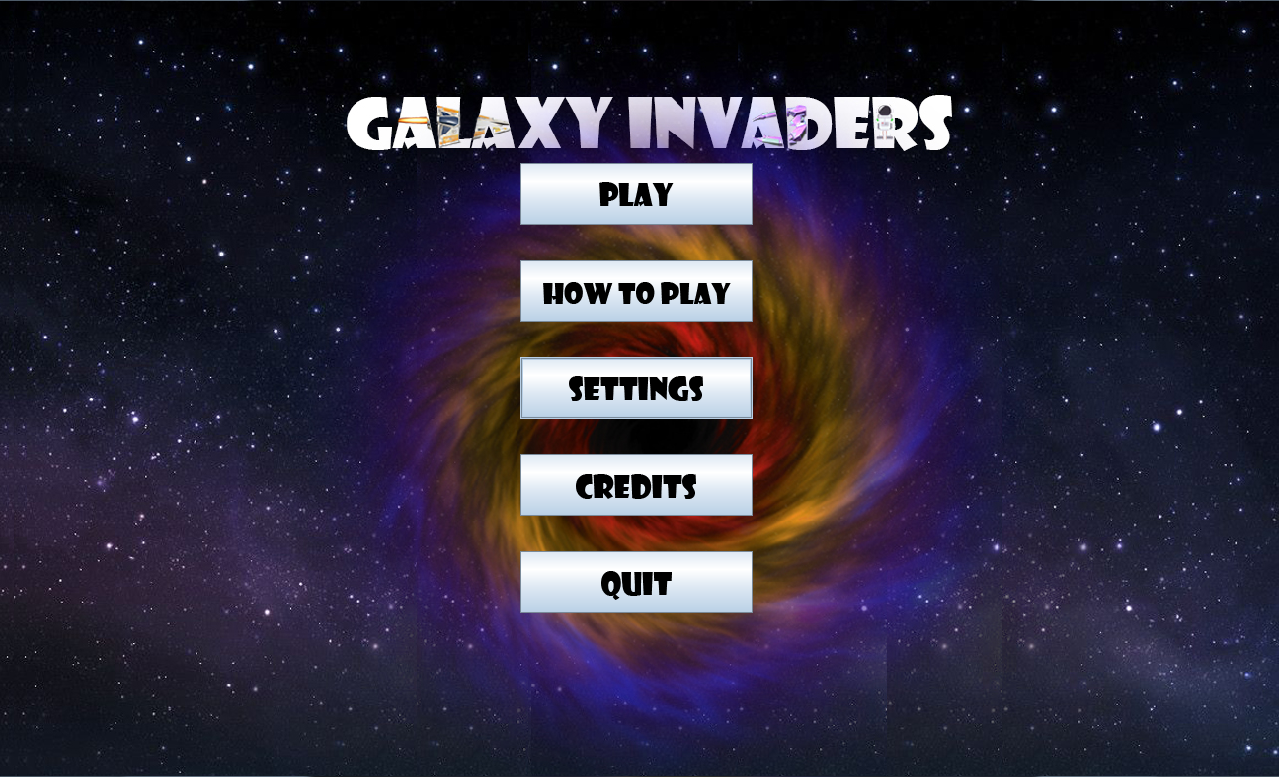 GALAXY INVADERS
PLAY
HOW TO PLAY
SETTINGS
CREDITS
QUIT